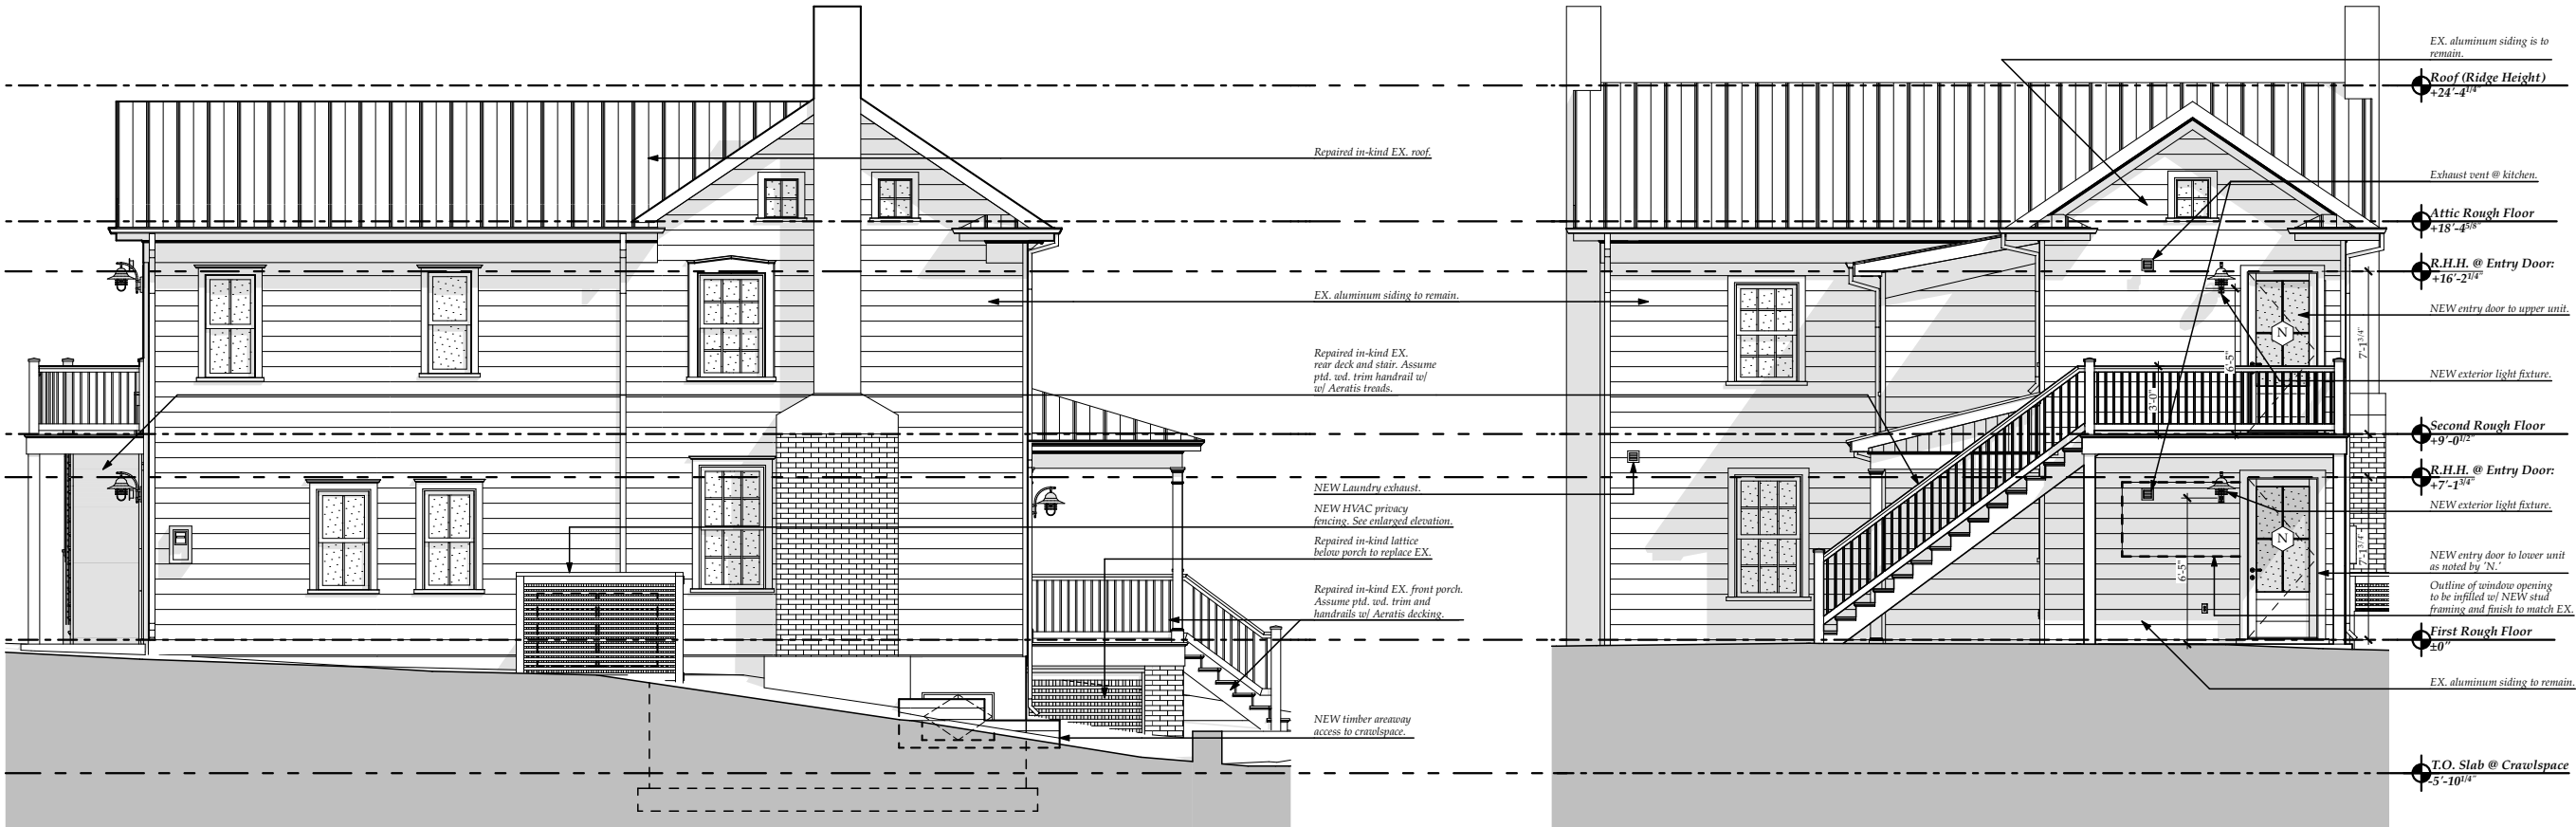 Repaired in-kind EX. roof.
EX. aluminum siding to remain.
Repaired in-kind EX.
rear deck and stair. Assume
ptd. wd. trim handrail w/
w/ Aeratis treads.
NEW Laundry exhaust.
NEW HVAC privacy
fencing. See enlarged elevation.
Repaired in-kind lattice
below porch to replace EX.
Repaired in-kind EX. front porch.
Assume ptd. wd. trim and
handrails w/ Aeratis decking.
NEW timber areaway
access to crawlspace.
N
N
6'-5"
3'-0"
7'-1 3/4"
6'-5"
7'-1 3/4"
EX. aluminum siding is to
remain.
Roof (Ridge Height)
+24'-4 1/4"
Exhaust vent @ kitchen.
Attic Rough Floor
+18'-4 5/8"
R.H.H. @ Entry Door:
+16'-2 1/4"
NEW entry door to upper unit.
NEW exterior light fixture.
Second Rough Floor
+9'-0 1/2"
R.H.H. @ Entry Door:
+7'-1 3/4"
NEW exterior light fixture.
NEW entry door to lower unit
as noted by 'N.'
Outline of window opening
to be infilled w/ NEW stud
framing and finish to match EX.
First Rough Floor
±0"
EX. aluminum siding to remain.
T.O. Slab @ Crawlspace
-5'-10 1/4"